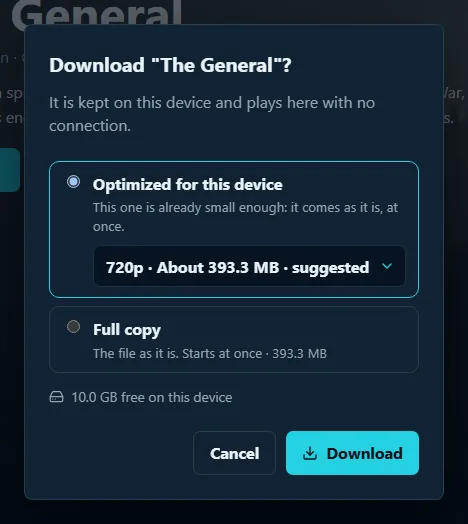 General
Download "The General"?
It is kept on this device and plays here with no
connection.
Optimized for this device
This one is already small enough: it comes as it is, at
once.
720p · About 393.3 MB · suggested
Full copy
The file as it is. Starts at once · 393.3 MB
10.0 GB free on this device
Cancel
Download